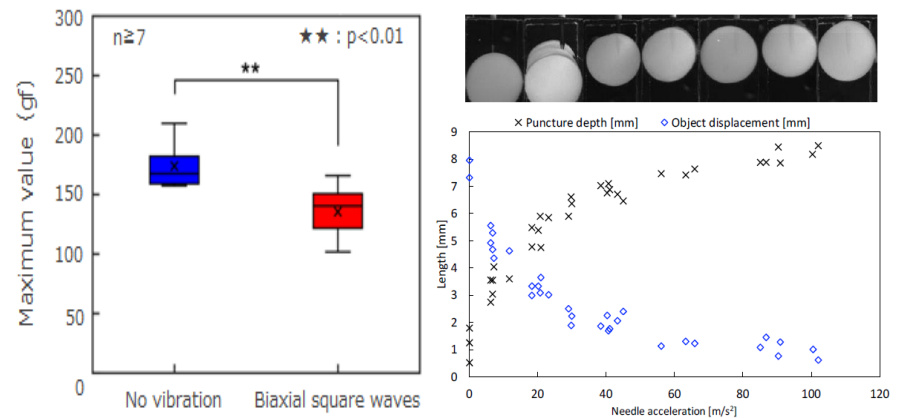 300
250
200
150
100
50
0
Maximum value (gf)
n≧7
★★ : p<0.01
**
No vibration
Biaxial square waves
× Puncture depth [mm] ◇ Object displacement [mm]
9
8
7
6
5
4
3
2
1
0
Length [mm]
0 20 40 60 80 100 120
Needle acceleration [m/s²]